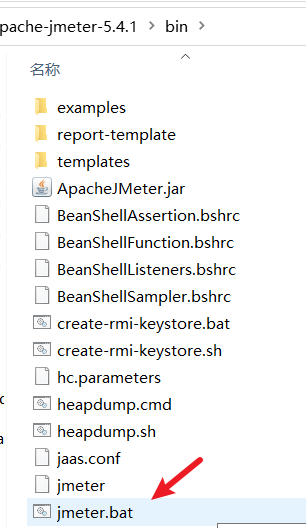 pache-jmeter-5.4.1 > bin >
名称
examples
report-template
templates
ApacheJMeter.jar
BeanShellAssertion.bshrc
BeanShellFunction.bshrc
BeanShellListeners.bshrc
BeanShellSampler.bshrc
create-rmi-keystore.bat
create-rmi-keystore.sh
hc.parameters
heapdump.cmd
heapdump.sh
jaas.conf
jmeter
jmeter.bat